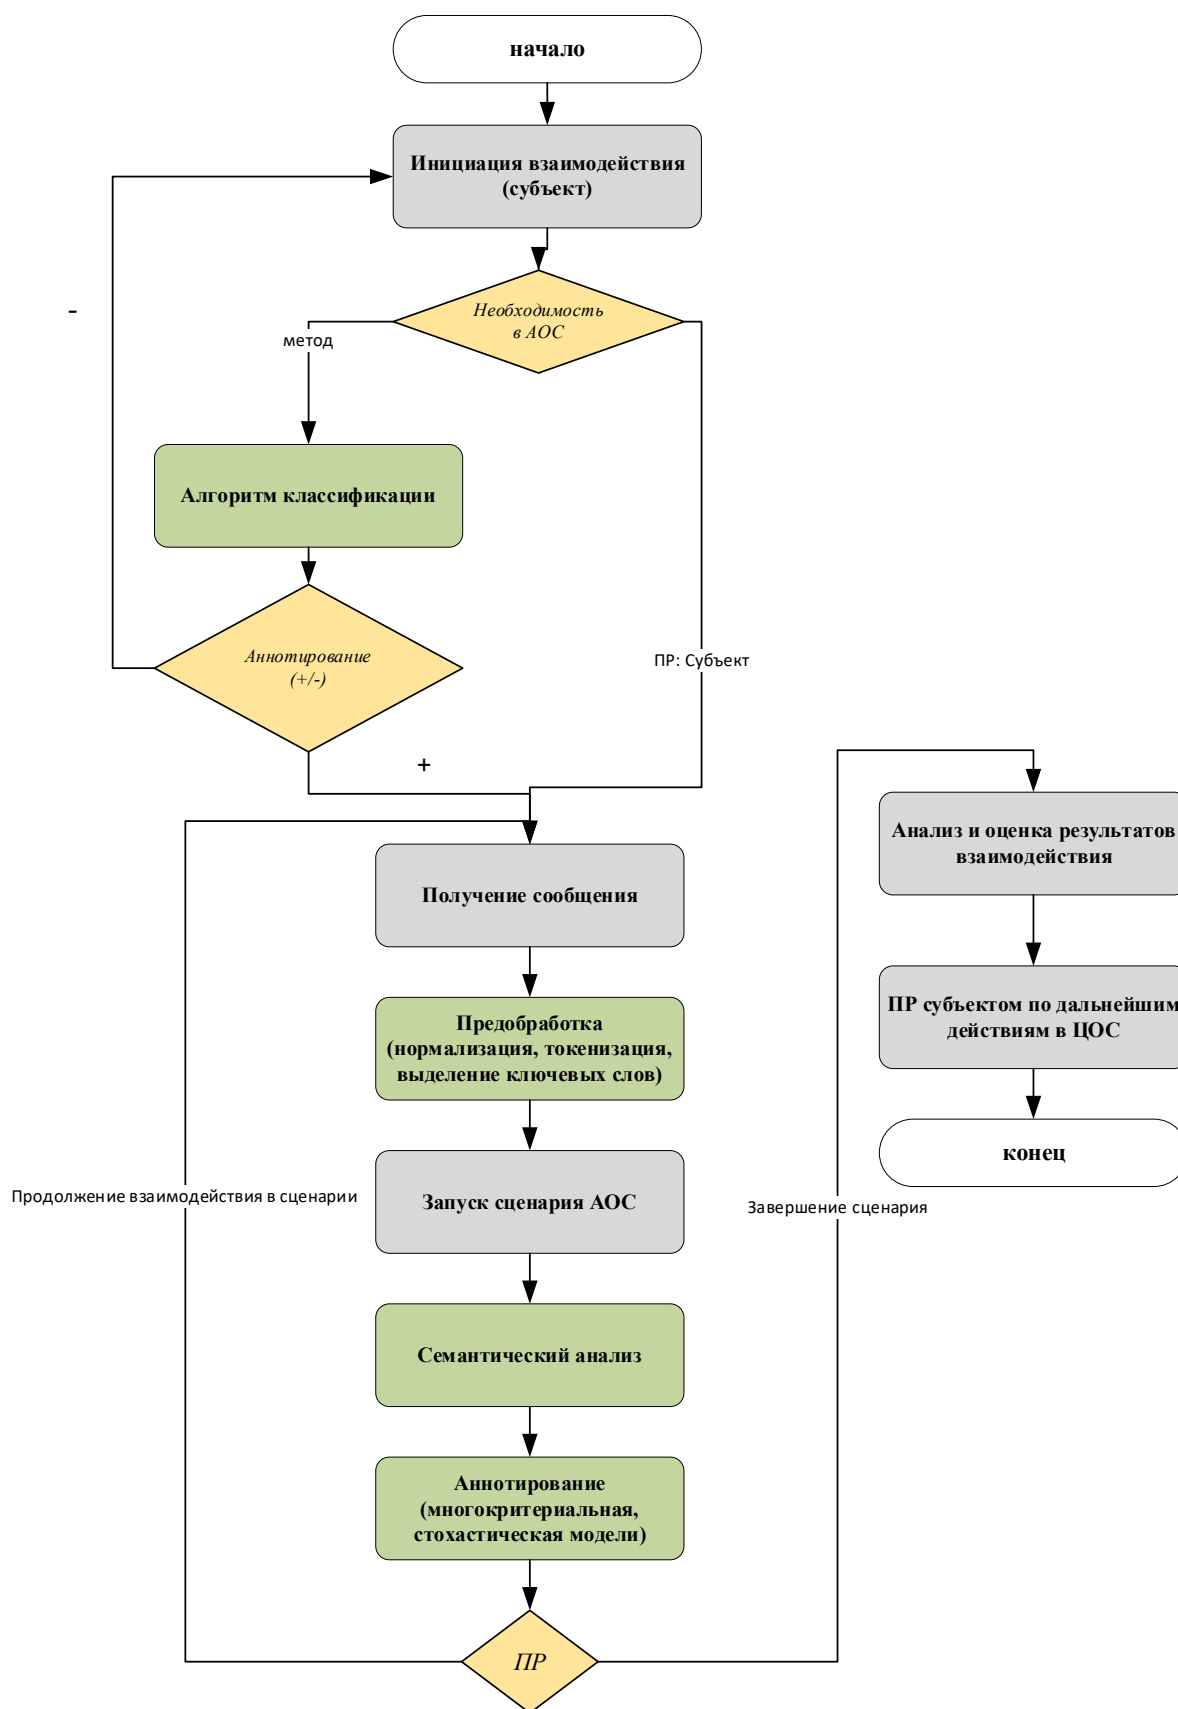 начало
Инициация взаимодействия
(субъект)
-
Необходимость
в АОС
метод
Алгоритм классификации
Аннотирование
(+/-)
ПР: Субъект
+
Получение сообщения
Предобработка
(нормализация, токенизация,
выделение ключевых слов)
Запуск сценария АОС
Продолжение взаимодействия в сценарии
Семантический анализ
Аннотирование
(многокритериальная,
стохастическая модели)
ПР
Завершение сценария
Анализ и оценка результатов
взаимодействия
ПР субъектом по дальнейшим
действиям в ЦОС
конец